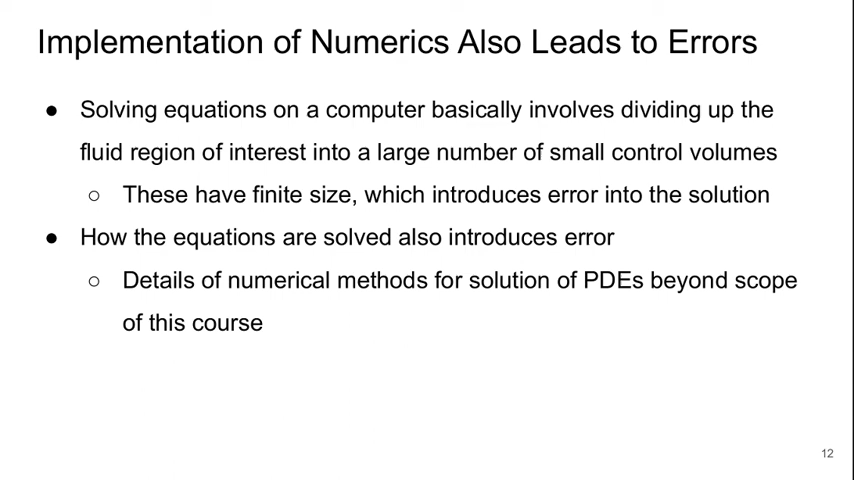 Implementation of Numerics Also Leads to Errors
● Solving equations on a computer basically involves dividing up the
fluid region of interest into a large number of small control volumes
○ These have finite size, which introduces error into the solution
● How the equations are solved also introduces error
○ Details of numerical methods for solution of PDEs beyond scope
of this course
12